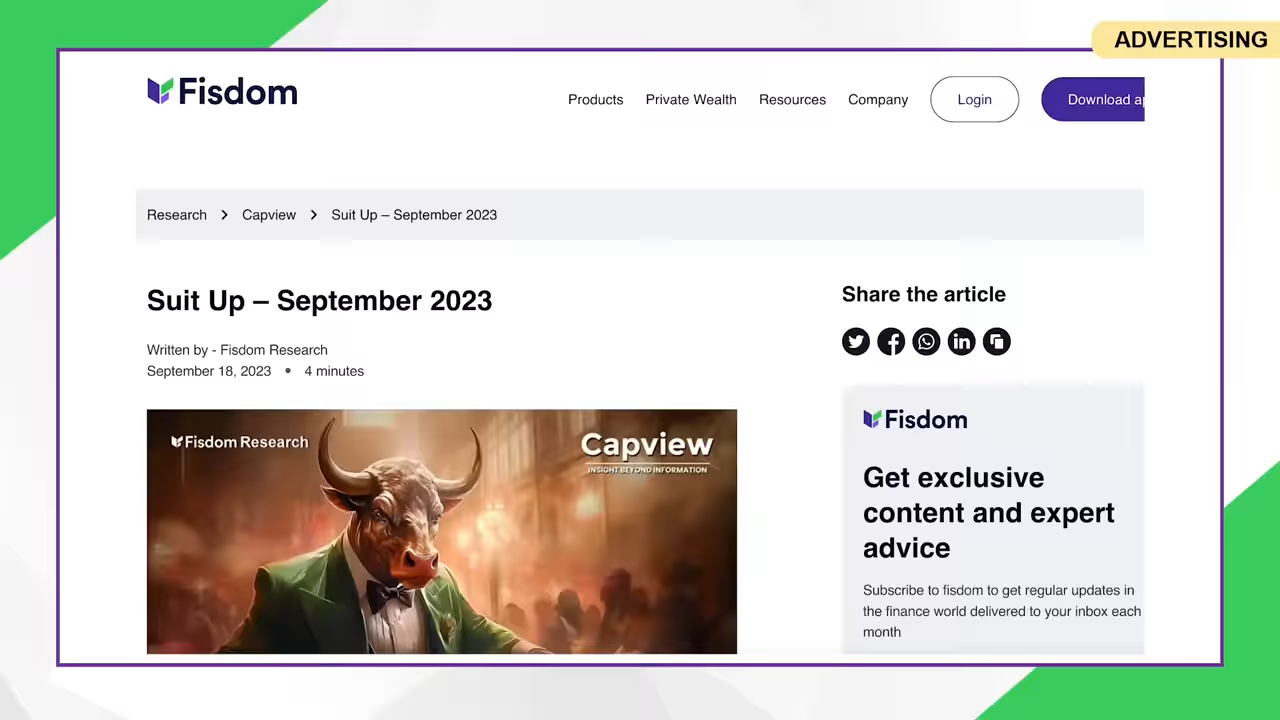 ADVERTISING
Fisdom
Products Private Wealth Resources Company Login Download ap
Research > Capview > Suit Up – September 2023
Suit Up – September 2023
Written by - Fisdom Research
September 18, 2023 • 4 minutes
Fisdom Research
Capview
INSIGHT BEYOND INFORMATION
Share the article
Fisdom
Get exclusive
content and expert
advice
Subscribe to fisdom to get regular updates in
the finance world delivered to your inbox each
month